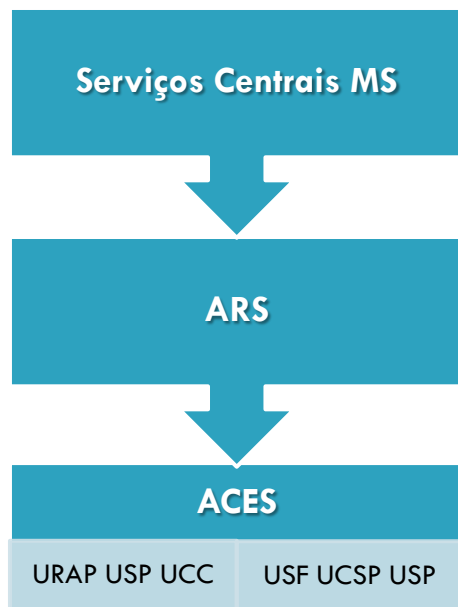 Serviços Centrais MS
ARS
ACES
URAP USP UCC
USF UCSP USP